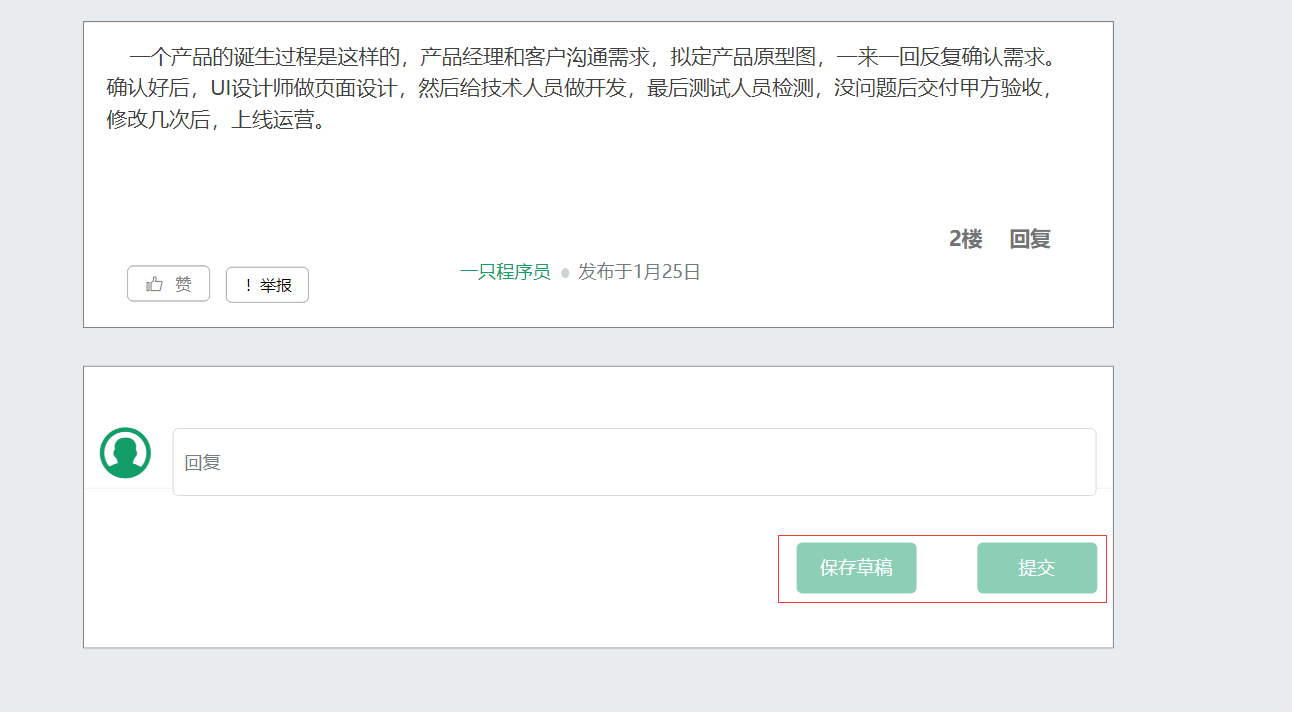 一个产品的诞生过程是这样的，产品经理和客户沟通需求，拟定产品原型图，一来一回反复确认需求。
确认好后，UI设计师做页面设计，然后给技术人员做开发，最后测试人员检测，没问题后交付甲方验收，
修改几次后，上线运营。
2楼 回复
赞 ！举报 一只程序员 发布于1月25日
回复
保存草稿 提交